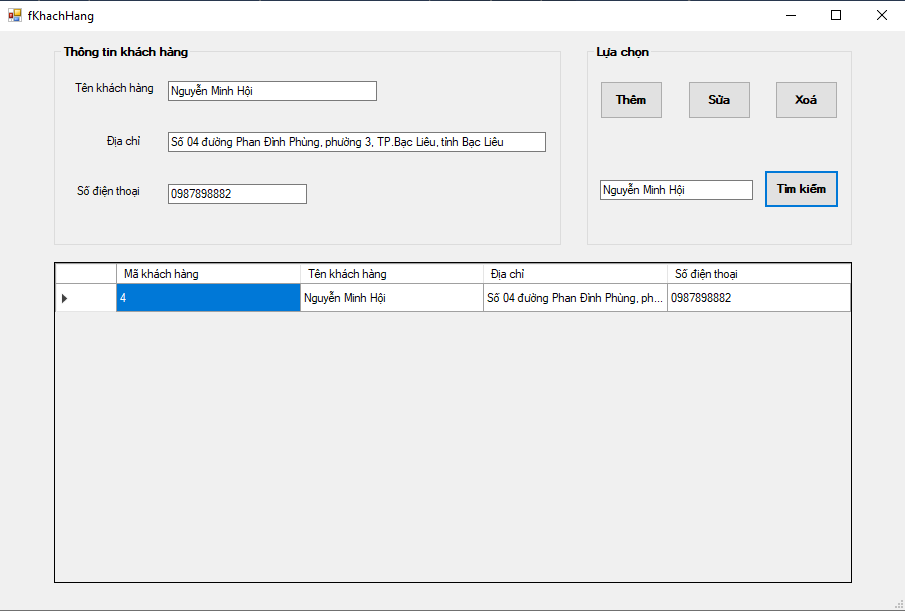 fKhachHang
Thông tin khách hàng
Tên khách hàng
Nguyễn Minh Hội
Địa chỉ
Số 04 đường Phan Đình Phùng, phường 3, TP.Bạc Liêu, tỉnh Bạc Liêu
Số điện thoại
0987898882
Lựa chọn
Thêm
Sửa
Xoá
Nguyễn Minh Hội
Tìm kiếm
Mã khách hàng
Tên khách hàng
Địa chỉ
Số điện thoại
4
Nguyễn Minh Hội
Số 04 đường Phan Đình Phùng, ph...
0987898882